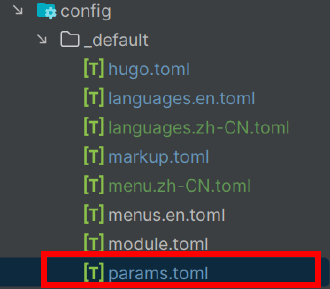 config
_default
[T] hugo.toml
[T] languages.en.toml
[T] languages.zh-CN.toml
[T] markup.toml
[T] menu.zh-CN.toml
[T] menus.en.toml
[T] module.toml
[T] params.toml